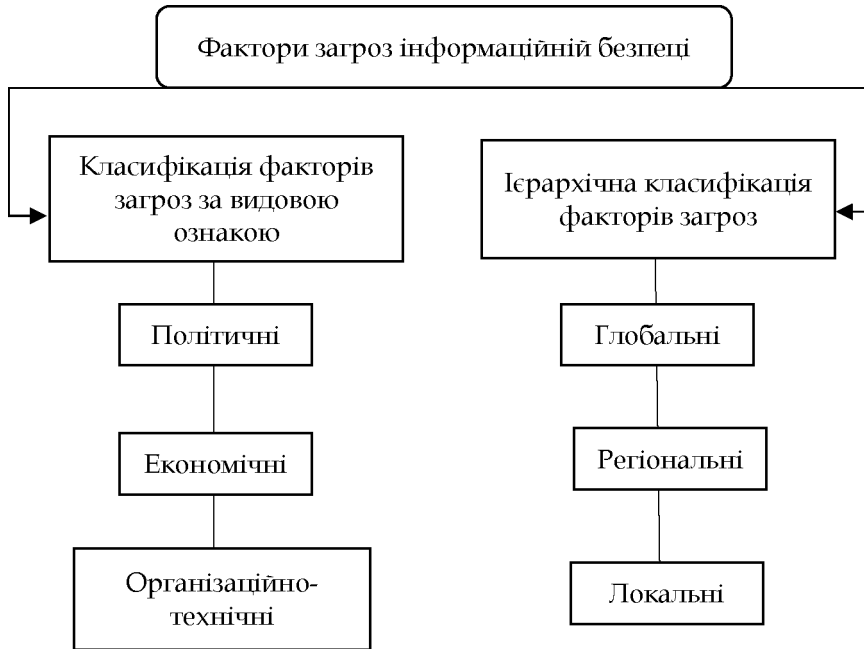 Фактори загроз інформаційній безпеці
Класифікація факторів
загроз за видовою
ознакою
Політичні
Економічні
Організаційно-
технічні
Ієрархічна класифікація
факторів загроз
Глобальні
Регіональні
Локальні